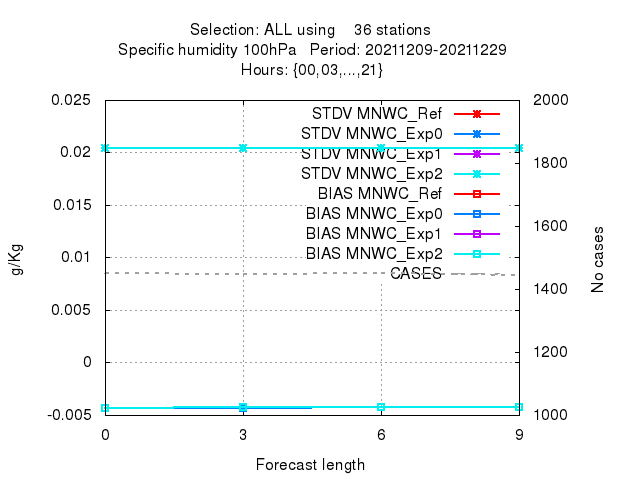 Selection: ALL using 36 stations
Specific humidity 100hPa Period: 20211209-20211229
Hours: {00,03,...,21}
0.025
0.02
0.015
0.01
0.005
0
-0.005
g/Kg
STDV MNWC_Ref
STDV MNWC_Exp0
STDV MNWC_Exp1
STDV MNWC_Exp2
BIAS MNWC_Ref
BIAS MNWC_Exp0
BIAS MNWC_Exp1
BIAS MNWC_Exp2
CASES
2000
1800
1600
1400
1200
1000
No cases
0 3 6 9
Forecast length